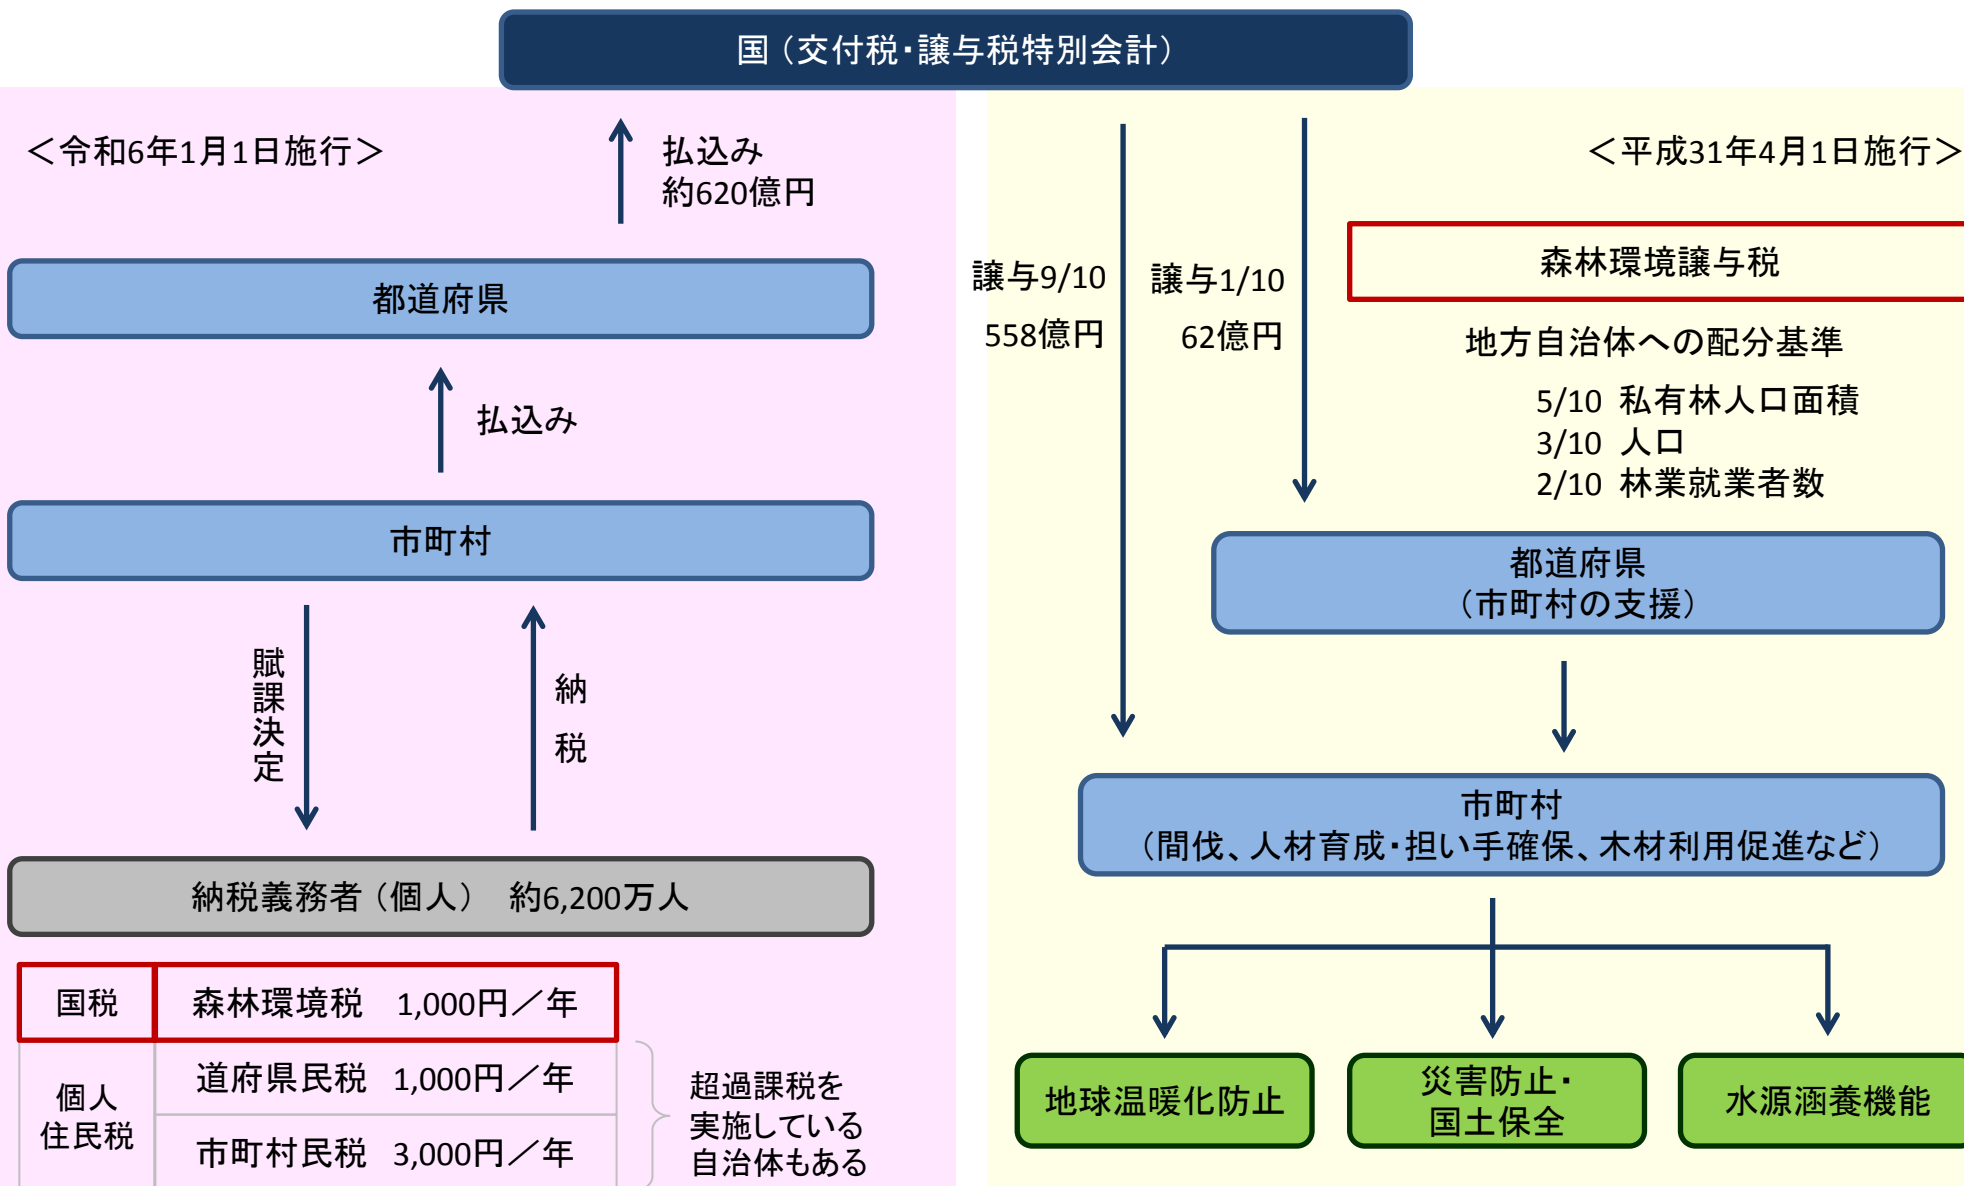 国（交付税・譲与税特別会計）
＜令和6年1月1日施行＞
払込み
約620億円
都道府県
払込み
市町村
賦課決定
納税
納税義務者（個人）　約6,200万人
国税
森林環境税　1,000円／年
個人
住民税
道府県民税　1,000円／年
市町村民税　3,000円／年
超過課税を
実施している
自治体もある
＜平成31年4月1日施行＞
譲与9/10
558億円
譲与1/10
62億円
森林環境譲与税
地方自治体への配分基準
5/10 私有林人口面積
3/10 人口
2/10 林業就業者数
都道府県
（市町村の支援）
市町村
（間伐、人材育成・担い手確保、木材利用促進など）
地球温暖化防止
災害防止・
国土保全
水源涵養機能